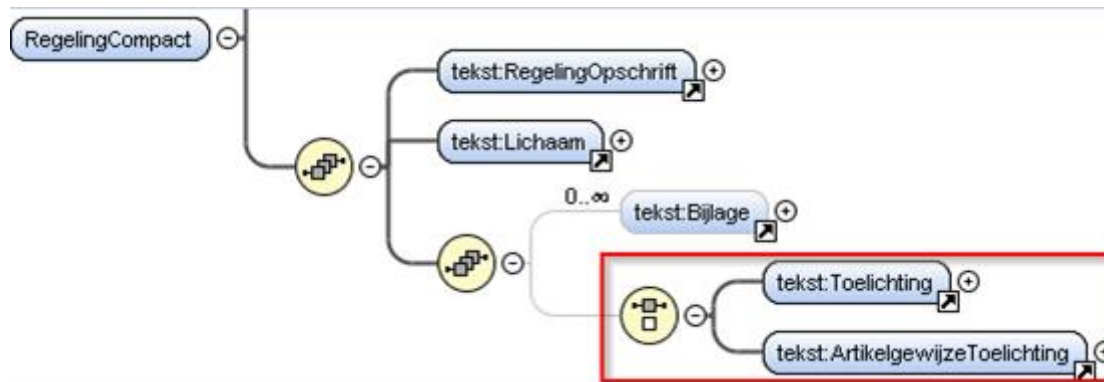 RegelingCompact
tekst:RegelingOpschrift
tekst:Lichaam
0..∞
tekst:Bijlage
tekst:Toelichting
tekst:ArtikelgewijzeToelichting